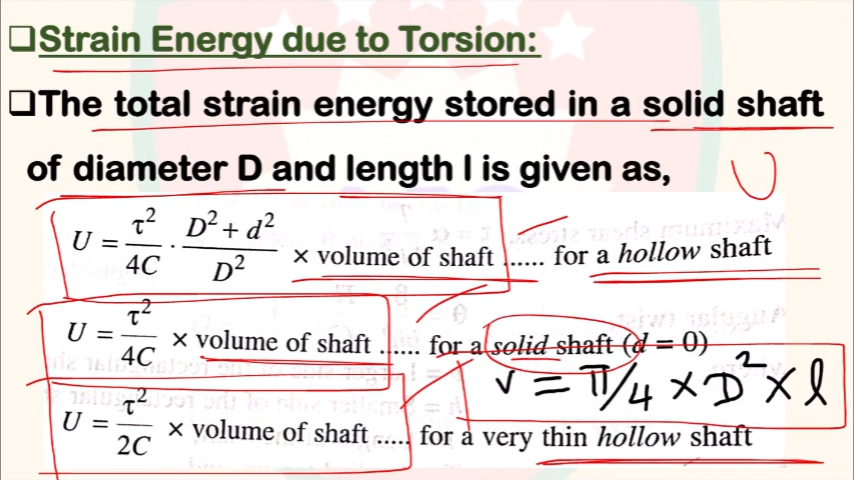 ❑Strain Energy due to Torsion:
❑The total strain energy stored in a solid shaft
of diameter D and length l is given as,
U
U = τ²/4C · (D² + d²)/D² × volume of shaft ...... for a hollow shaft
U = τ²/4C × volume of shaft ...... for a solid shaft (d = 0)
V = π/4 × D² × l
U = τ²/2C × volume of shaft ..... for a very thin hollow shaft